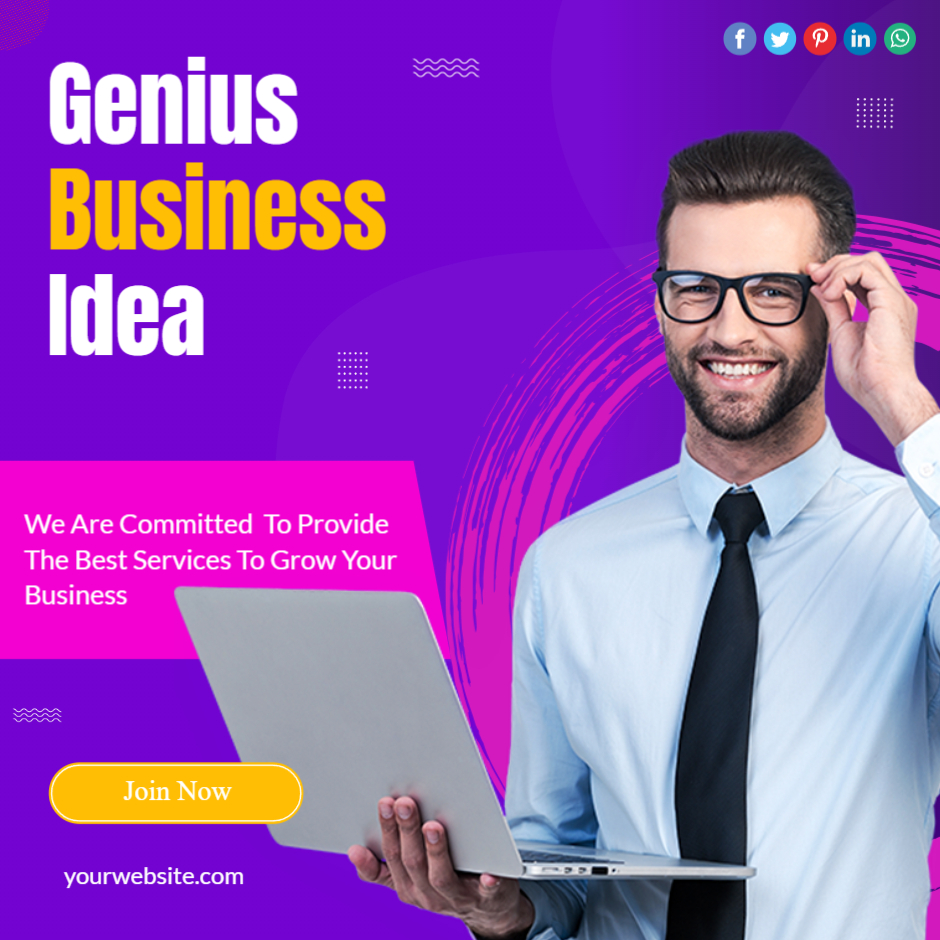 Genius
Business
Idea
We Are Committed  To Provide
The Best Services To Grow Your
Business
Join Now
yourwebsite.com